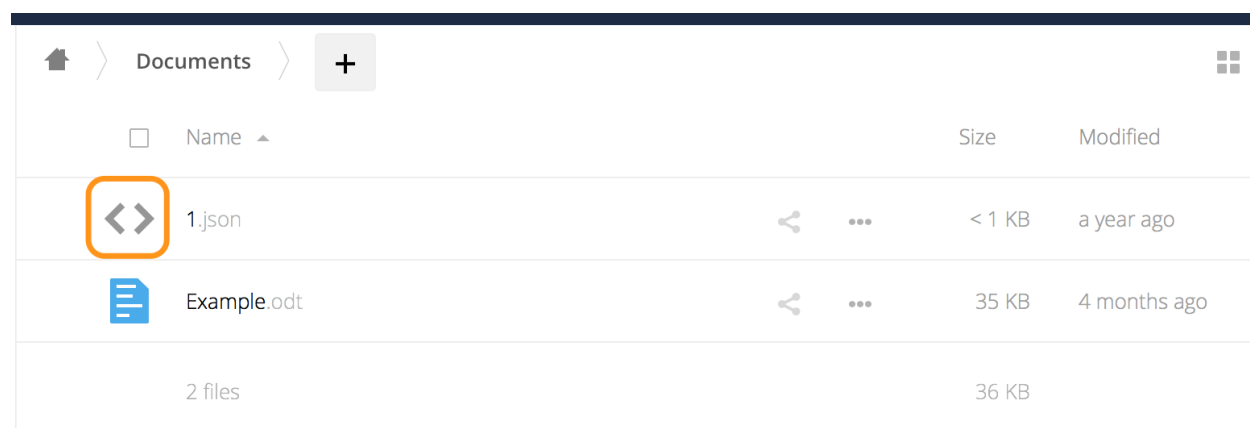 Documents +
Name Size Modified
1.json < 1 KB a year ago
Example.odt 35 KB 4 months ago
2 files 36 KB